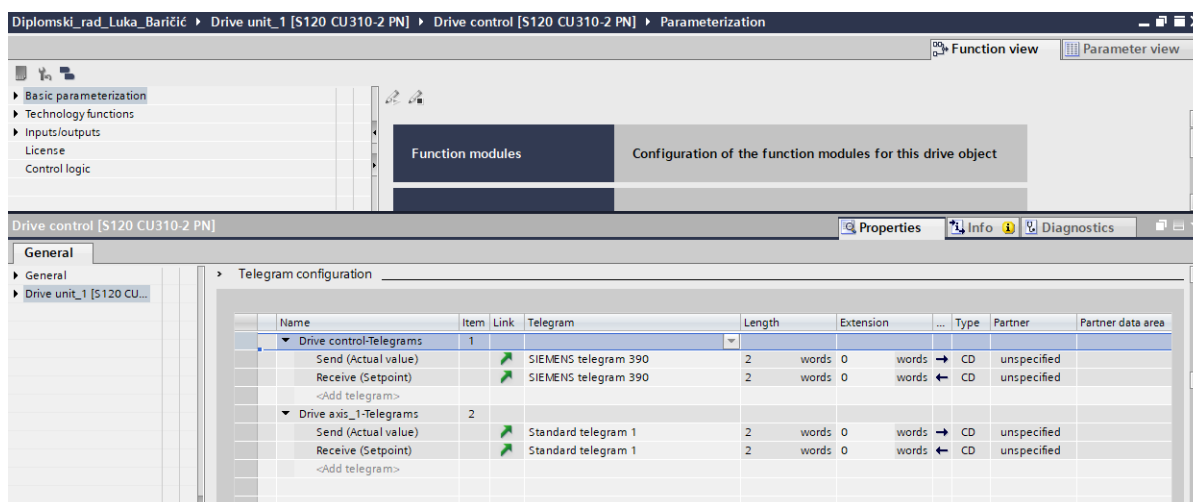 Diplomski_rad_Luka_Baričić ▸ Drive unit_1 [S120 CU310-2 PN] ▸ Drive control [S120 CU310-2 PN] ▸ Parameterization
Function view Parameter view
Basic parameterization
Technology functions
Inputs/outputs
License
Control logic
Function modules Configuration of the function modules for this drive object
Drive control [S120 CU310-2 PN] Properties Info Diagnostics
General
General
Drive unit_1 [S120 CU...
Telegram configuration
Name Item Link Telegram Length Extension ... Type Partner Partner data area
Drive control-Telegrams 1
Send (Actual value) SIEMENS telegram 390 2 words 0 words → CD unspecified
Receive (Setpoint) SIEMENS telegram 390 2 words 0 words ← CD unspecified
<Add telegram>
Drive axis_1-Telegrams 2
Send (Actual value) Standard telegram 1 2 words 0 words → CD unspecified
Receive (Setpoint) Standard telegram 1 2 words 0 words ← CD unspecified
<Add telegram>